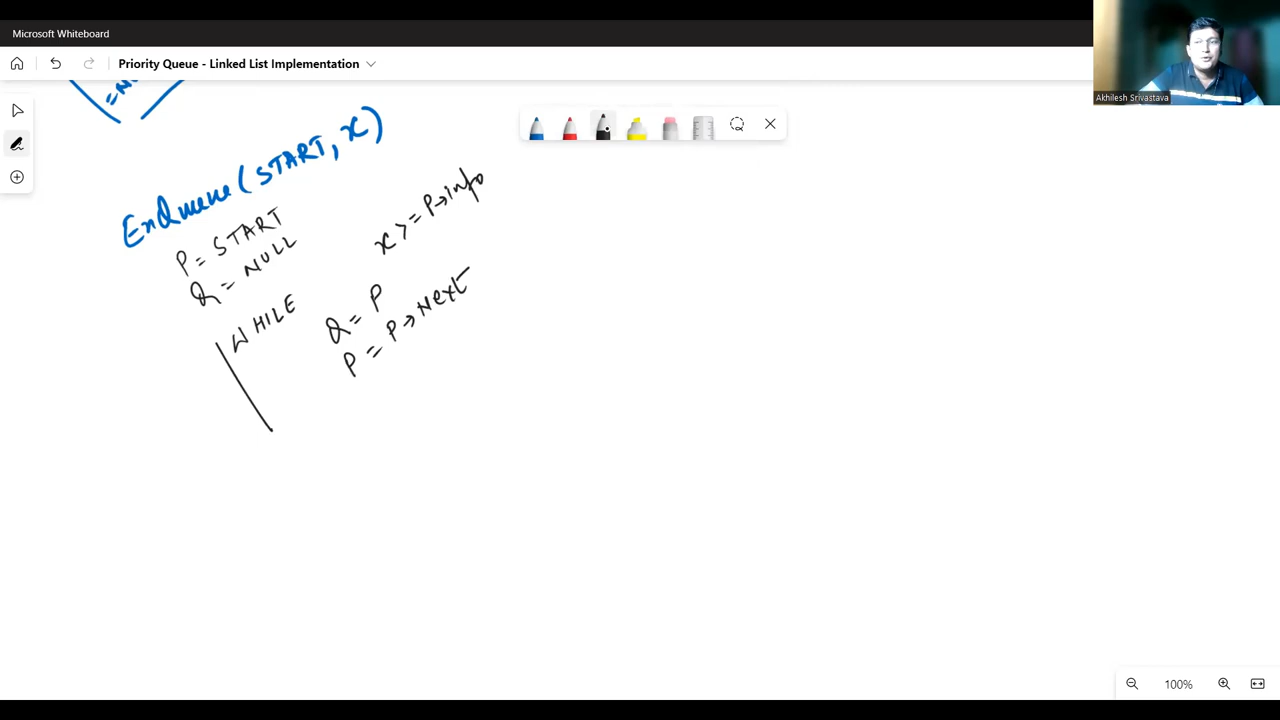 Microsoft Whiteboard
Priority Queue - Linked List Implementation
Akhilesh Srivastava
EnQueue(START, x)
P = START
Q = NULL
WHILE x >= P→info
Q = P
P = P→Next
100%